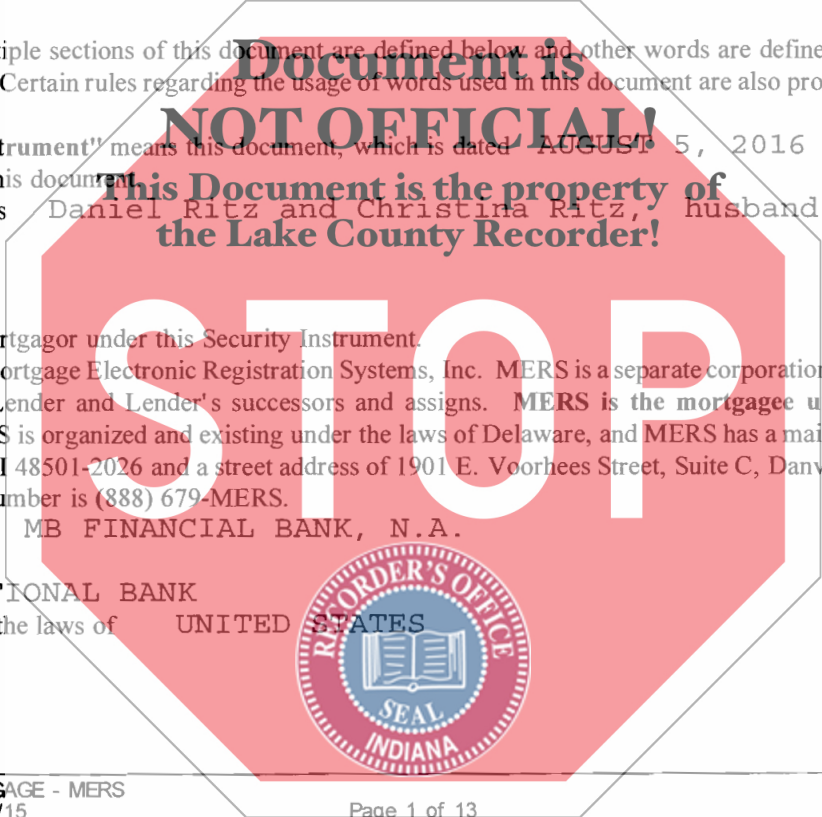 tiple sections of this document are defined below and other words are define
Certain rules regarding the usage of words used in this document are also pro
Document is
NOT OFFICIAL!
trument" means this document, which is dated AUGUST 5, 2016
his document.
This Document is the property of
s Daniel Ritz and Christina Ritz, husband
the Lake County Recorder!
STOP
rtgagor under this Security Instrument.
ortgage Electronic Registration Systems, Inc. MERS is a separate corporation
ender and Lender's successors and assigns. MERS is the mortgagee u
S is organized and existing under the laws of Delaware, and MERS has a mai
I 48501-2026 and a street address of 1901 E. Voorhees Street, Suite C, Danv
umber is (888) 679-MERS.
MB FINANCIAL BANK, N.A.
TIONAL BANK
the laws of UNITED STATES
RECORDER'S OFFICE
SEAL
INDIANA
GAGE - MERS
/15
Page 1 of 13